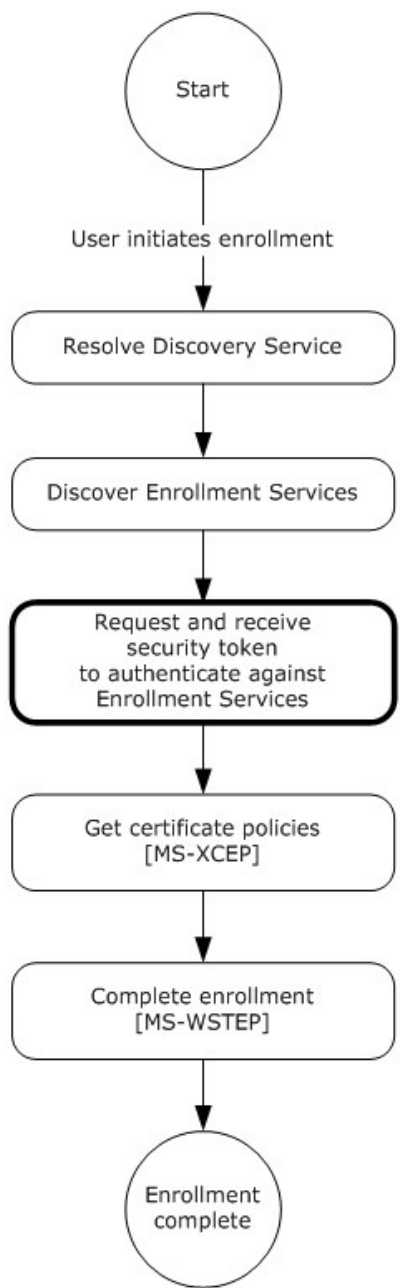 Start
User initiates enrollment
Resolve Discovery Service
Discover Enrollment Services
Request and receive
security token
to authenticate against
Enrollment Services
Get certificate policies
[MS-XCEP]
Complete enrollment
[MS-WSTEP]
Enrollment
complete